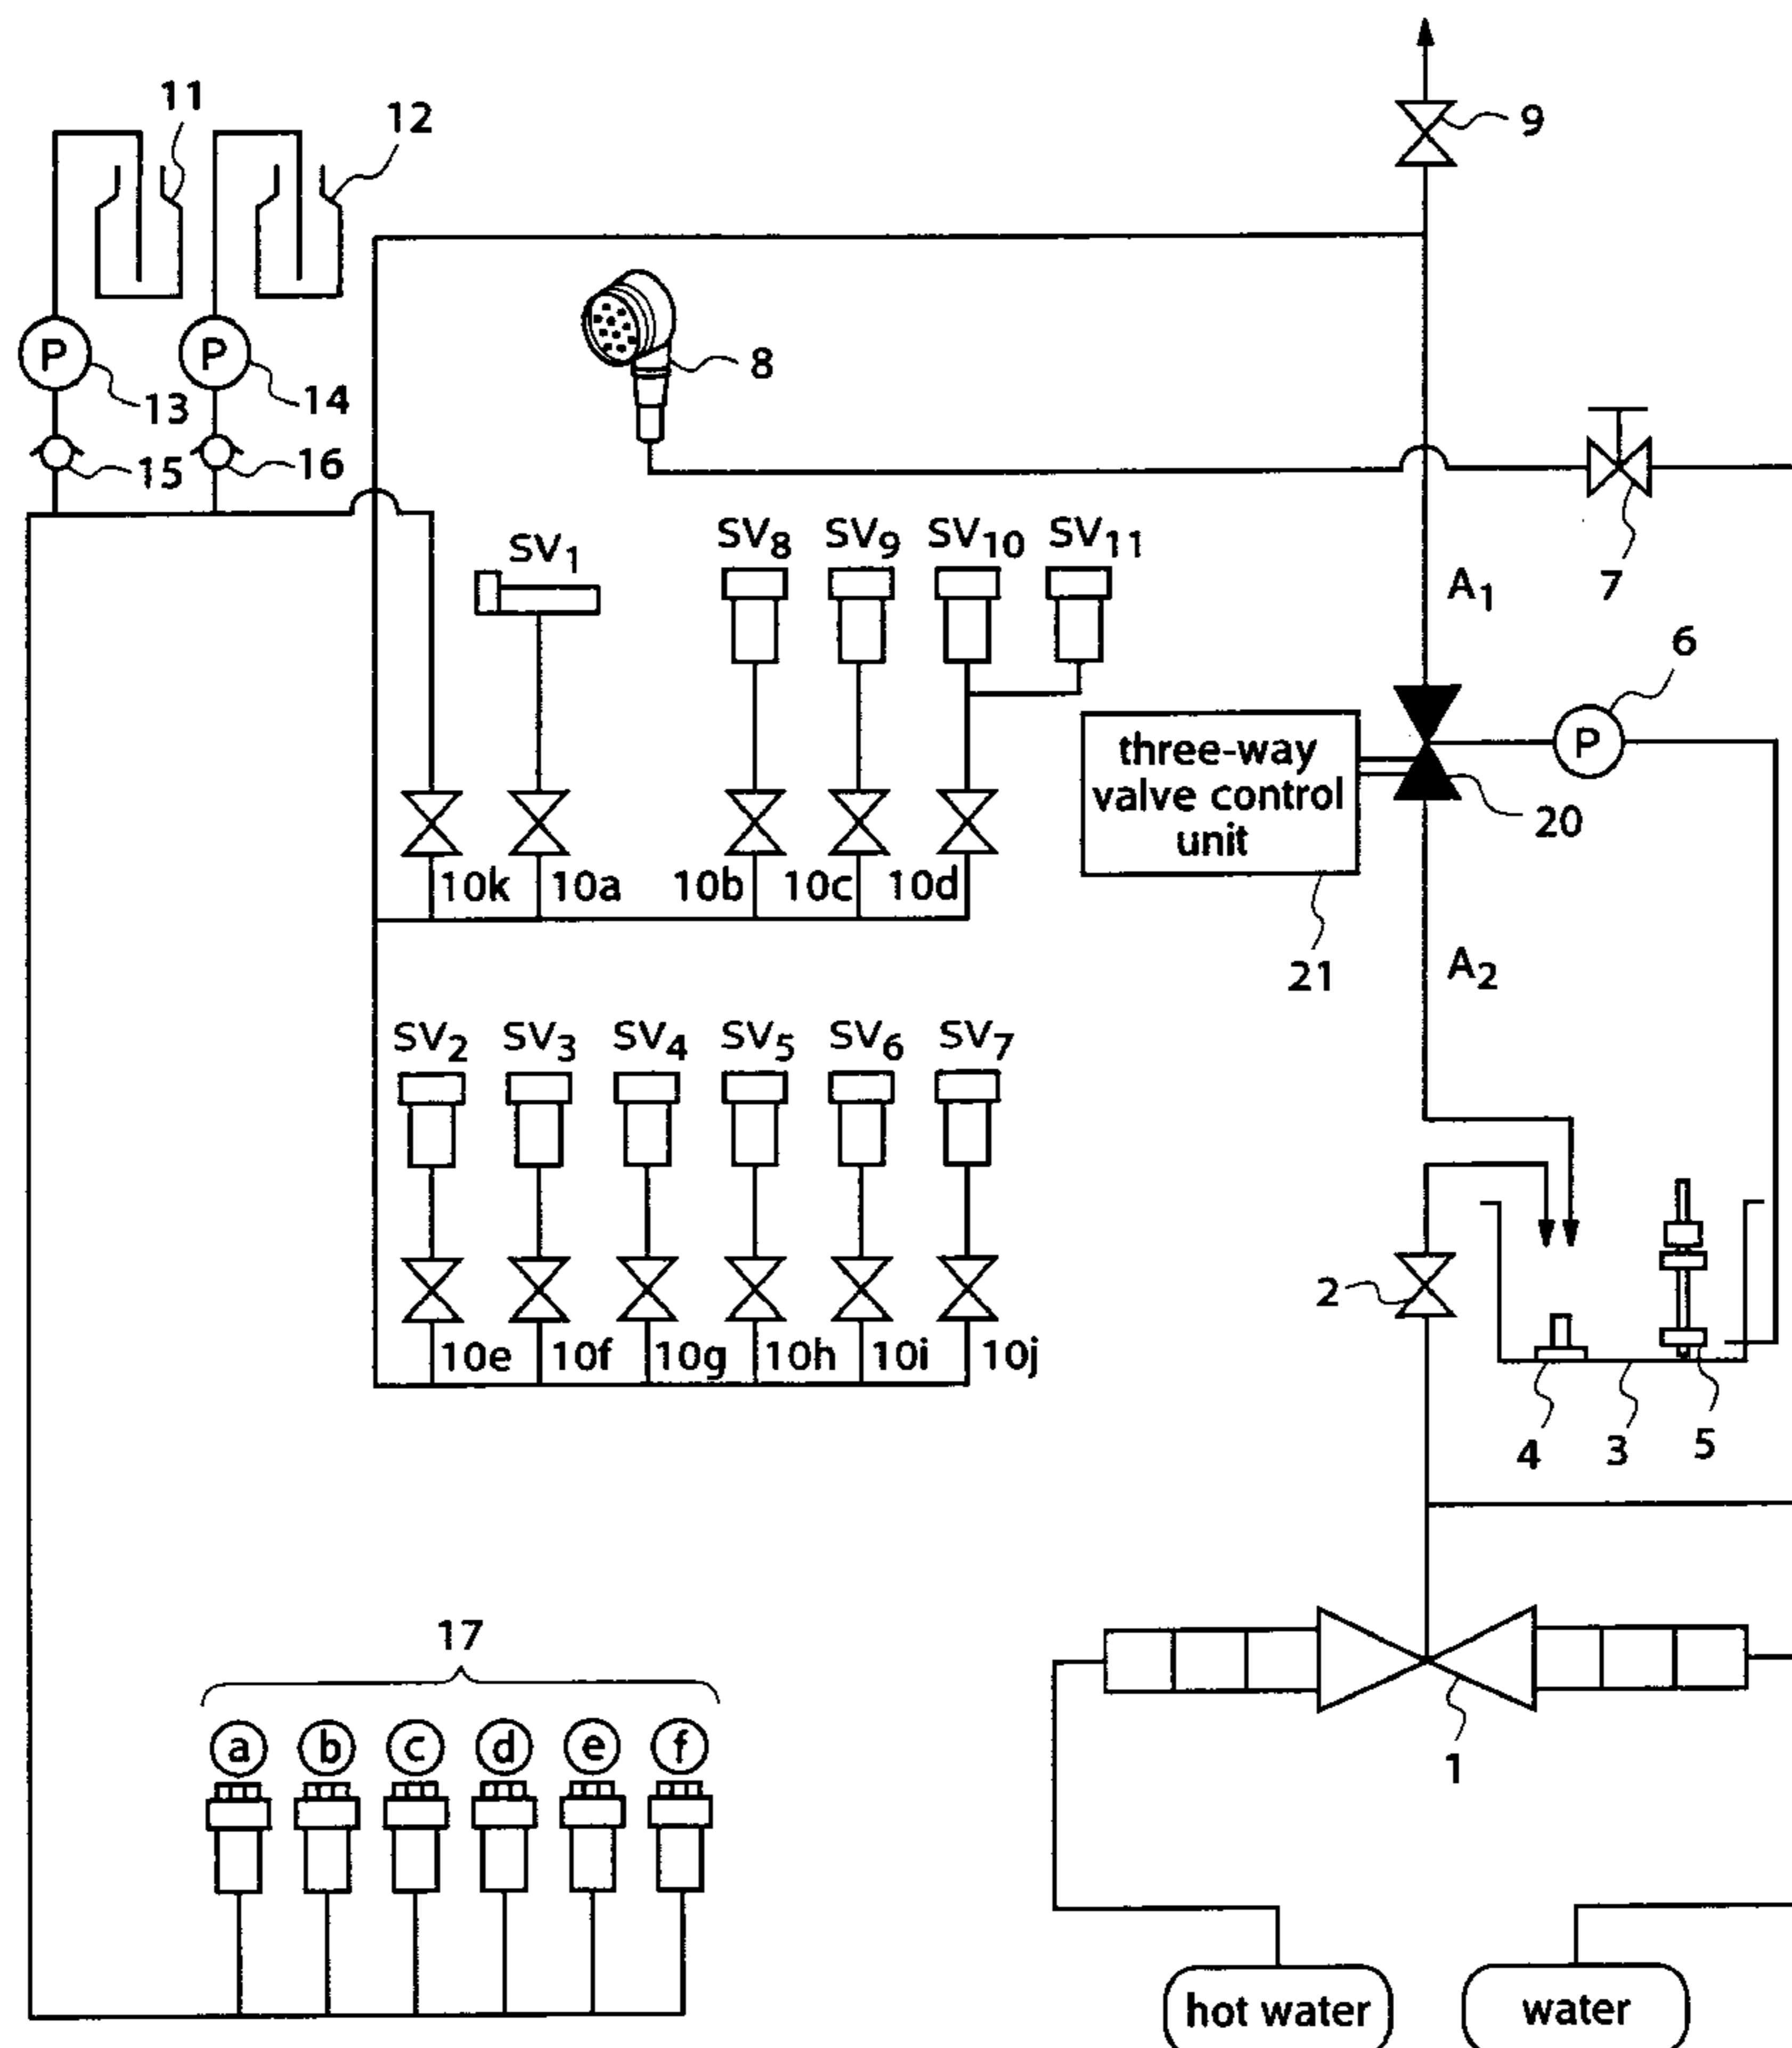 11
12
9
P
P
8
13
14
15
16
7
SV1
SV8
SV9
SV10
SV11
A1
6
three-way
valve control
unit
P
20
10k
10a
10b
10c
10d
21
A2
SV2
SV3
SV4
SV5
SV6
SV7
2
10e
10f
10g
10h
10i
10j
4
3
5
17
a
b
c
d
e
f
1
hot water
water